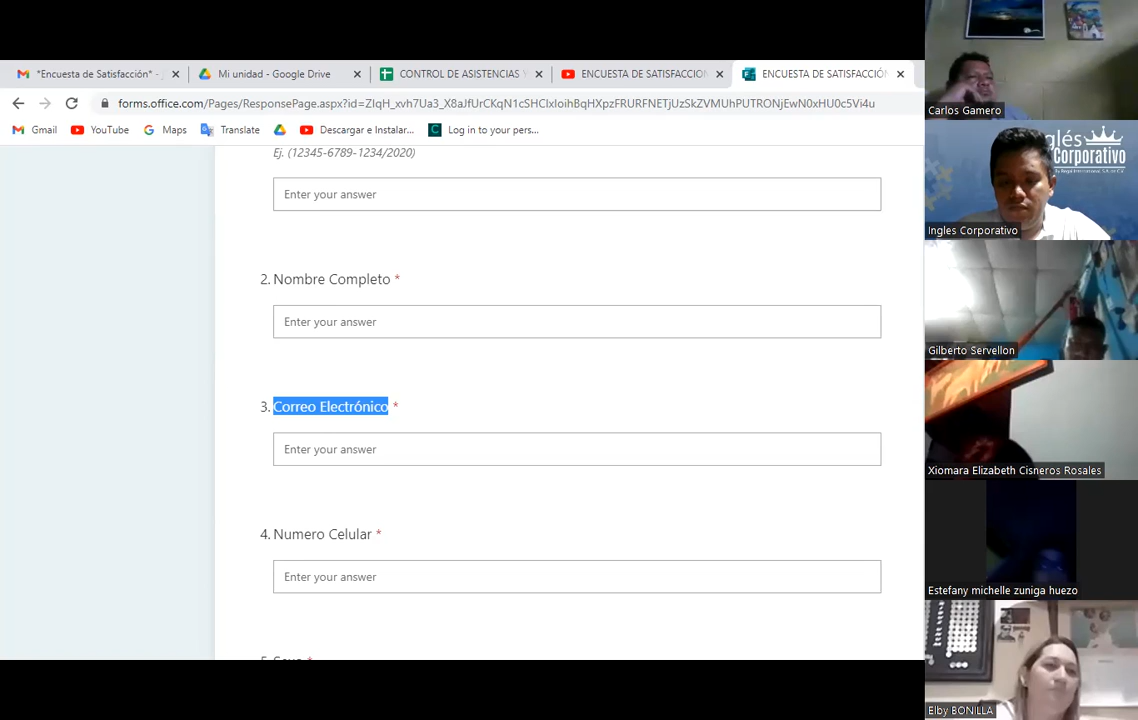 *Encuesta de Satisfacción* -
Mi unidad - Google Drive
CONTROL DE ASISTENCIAS Y
ENCUESTA DE SATISFACCION
ENCUESTA DE SATISFACCIÓN
forms.office.com/Pages/ResponsePage.aspx?id=ZIqH_xvh7Ua3_X8aJfUrCKqN1cSHClxIoihBqHXpzFRURFNETjUzSkZVMUhPUTRONjEwN0xHU0c5Vi4u
Gmail
YouTube
Maps
Translate
Descargar e Instalar...
Log in to your pers...
Ej. (12345-6789-1234/2020)
Enter your answer
2. Nombre Completo *
Enter your answer
3. Correo Electrónico *
Enter your answer
4. Numero Celular *
Enter your answer
5. Sexo *
Carlos Gamero
glés
Corporativo
Ingles Corporativo
Gilberto Servellon
Xiomara Elizabeth Cisneros Rosales
Estefany michelle zuniga huezo
Elby BONILLA